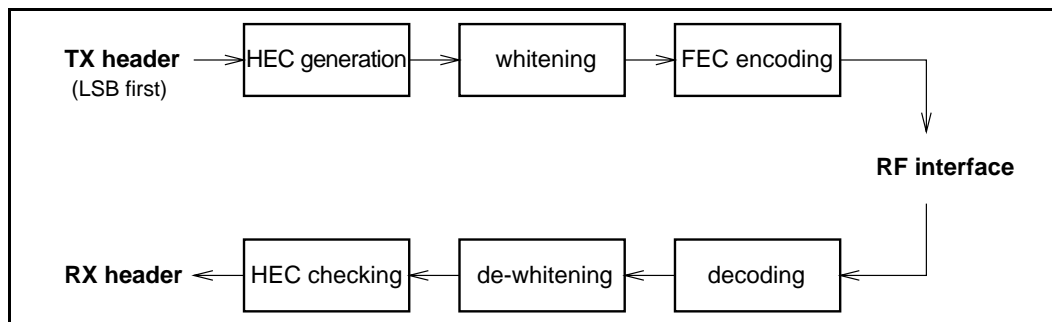 TX header
(LSB first)
HEC generation
whitening
FEC encoding
RF interface
RX header
HEC checking
de-whitening
decoding